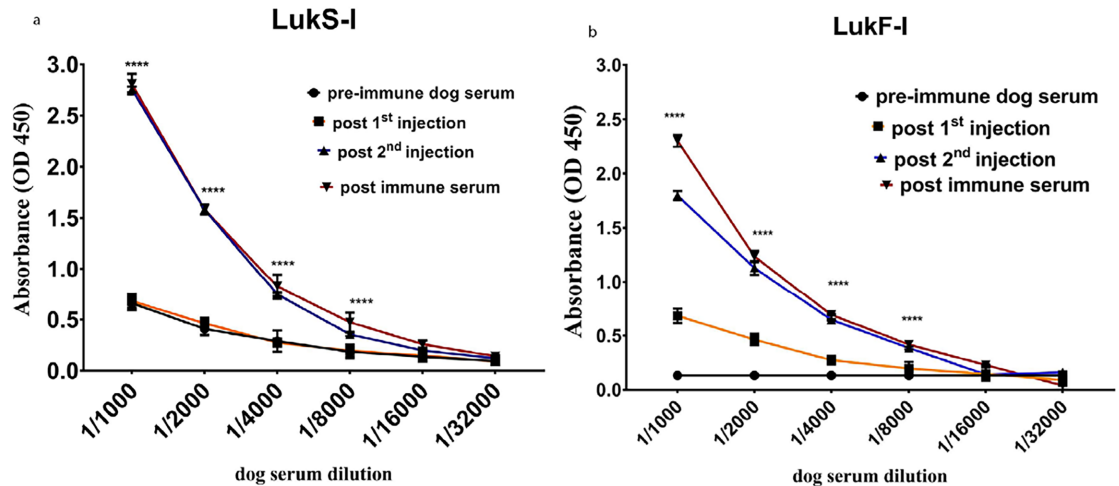 a
LukS-I
Absorbance (OD 450)
3.0
2.5
2.0
1.5
1.0
0.5
0.0
****
****
****
****
pre-immune dog serum
post 1st injection
post 2nd injection
post immune serum
1/1000
1/2000
1/4000
1/8000
1/16000
1/32000
dog serum dilution
b
LukF-I
Absorbance (OD 450)
3.0
2.5
2.0
1.5
1.0
0.5
0.0
****
****
****
****
pre-immune dog serum
post 1st injection
post 2nd injection
post immune serum
1/1000
1/2000
1/4000
1/8000
1/16000
1/32000
dog serum dilution